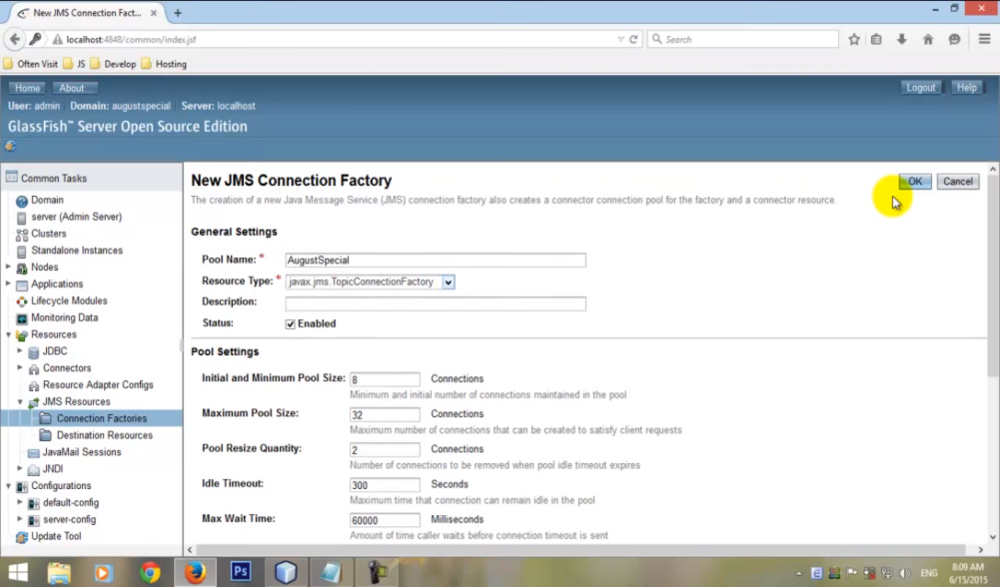 New JMS Connection Fact...
localhost:4848/common/index.jsf
Search
Often Visit
JS
Develop
Hosting
Home
About...
Logout
Help
User: admin Domain: augustspecial Server: localhost
GlassFish™ Server Open Source Edition
Common Tasks
Domain
server (Admin Server)
Clusters
Standalone Instances
Nodes
Applications
Lifecycle Modules
Monitoring Data
Resources
JDBC
Connectors
Resource Adapter Configs
JMS Resources
Connection Factories
Destination Resources
JavaMail Sessions
JNDI
Configurations
default-config
server-config
Update Tool
New JMS Connection Factory
OK
Cancel
The creation of a new Java Message Service (JMS) connection factory also creates a connector connection pool for the factory and a connector resource.
General Settings
Pool Name: * AugustSpecial
Resource Type: * javax.jms.TopicConnectionFactory
Description:
Status: Enabled
Pool Settings
Initial and Minimum Pool Size: 8 Connections
Minimum and initial number of connections maintained in the pool
Maximum Pool Size: 32 Connections
Maximum number of connections that can be created to satisfy client requests
Pool Resize Quantity: 2 Connections
Number of connections to be removed when pool idle timeout expires
Idle Timeout: 300 Seconds
Maximum time that connection can remain idle in the pool
Max Wait Time: 60000 Milliseconds
Amount of time caller waits before connection timeout is sent
Ps
ENG
8:09 AM
6/15/2013